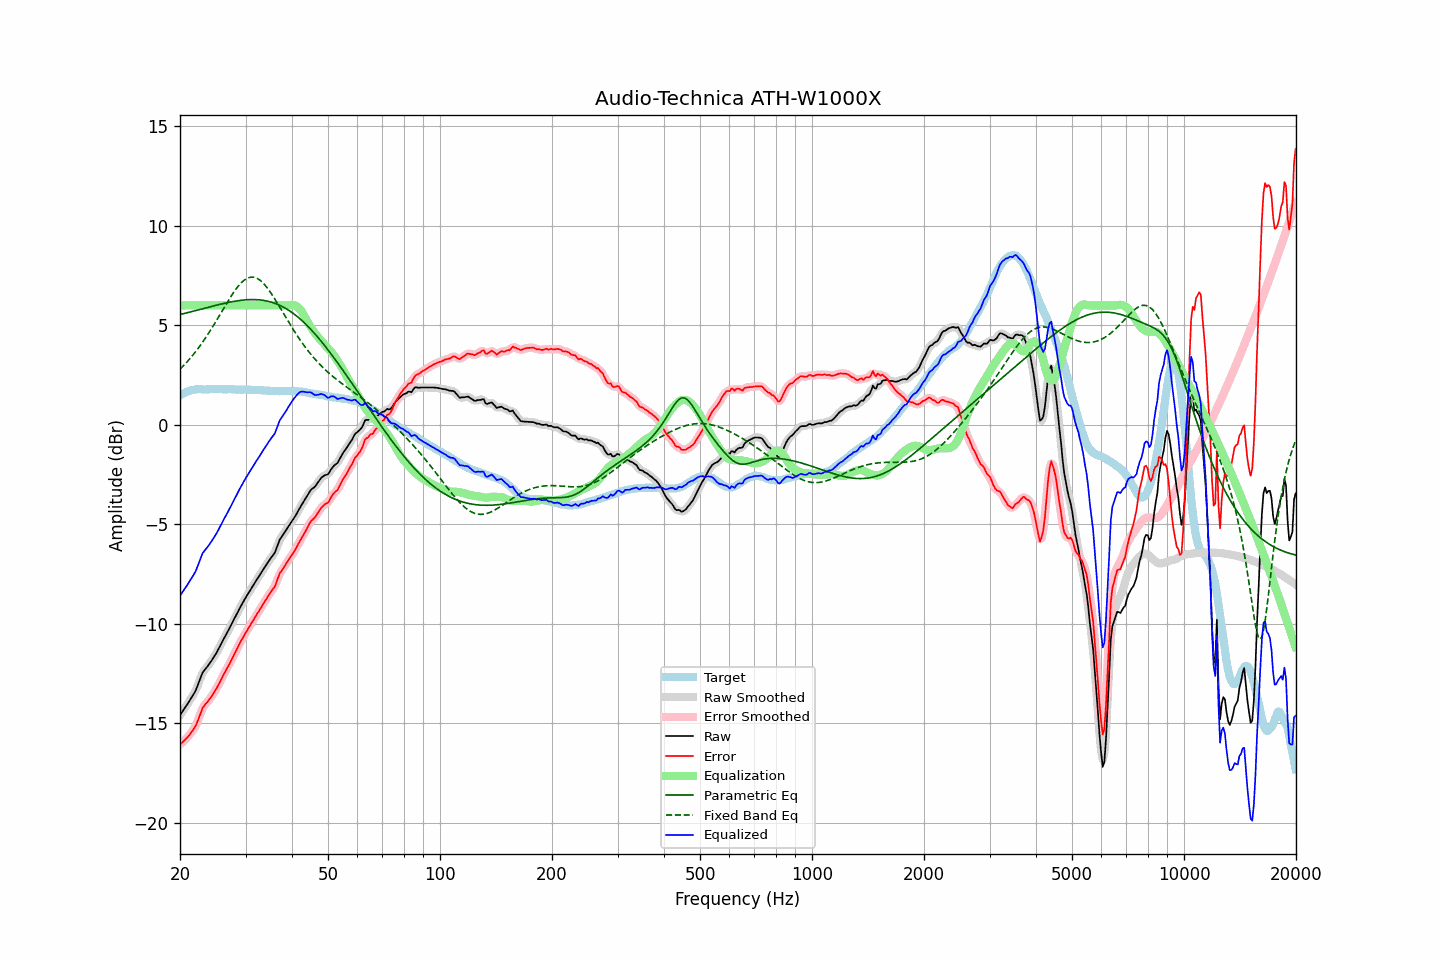 Audio-Technica ATH-W1000X
Amplitude (dBr)
15
10
5
0
−5
−10
−15
−20
Target
Raw Smoothed
Error Smoothed
Raw
Error
Equalization
Parametric Eq
Fixed Band Eq
Equalized
20 50 100 200 500 1000 2000 5000 10000 20000
Frequency (Hz)